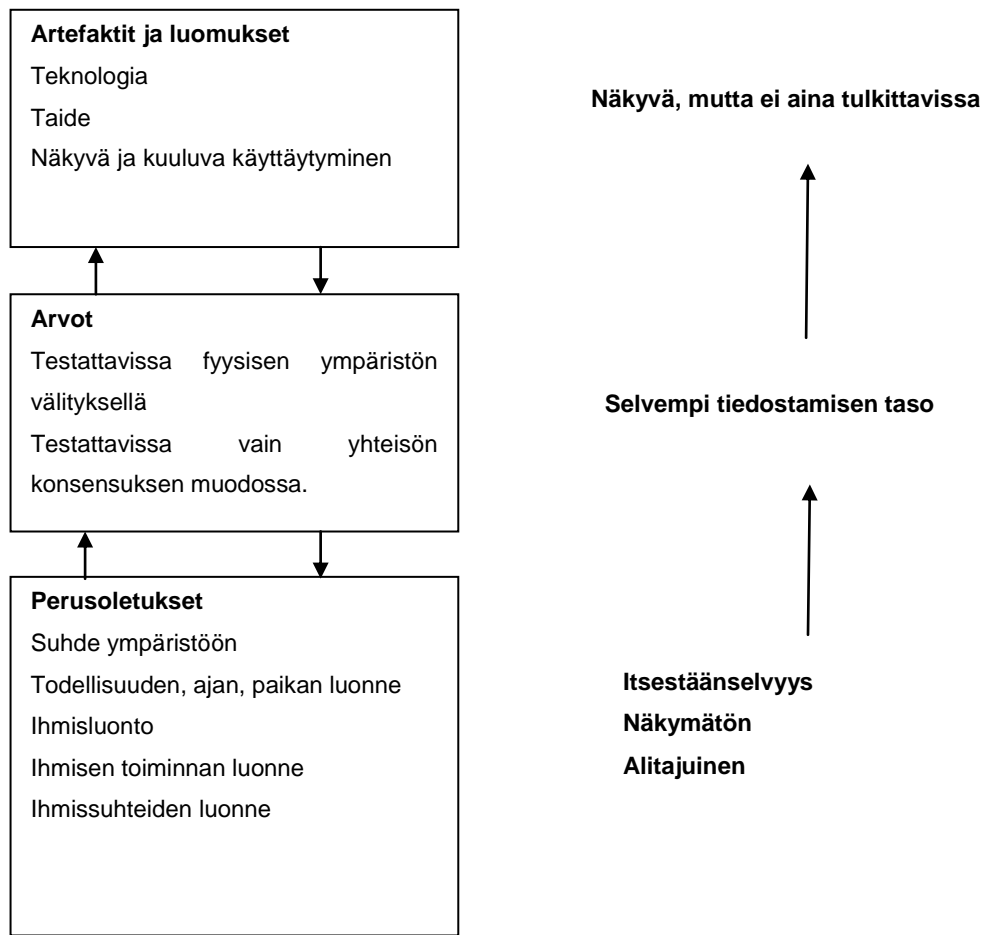 Artefaktit ja luomukset
Teknologia
Taide
Näkyvä ja kuuluva käyttäytyminen
Näkyvä, mutta ei aina tulkittavissa
Arvot
Testattavissa fyysisen ympäristön
välityksellä
Testattavissa vain yhteisön
konsensuksen muodossa.
Selvempi tiedostamisen taso
Perusoletukset
Suhde ympäristöön
Todellisuuden, ajan, paikan luonne
Ihmisluonto
Ihmisen toiminnan luonne
Ihmissuhteiden luonne
Itsestäänselvyys
Näkymätön
Alitajuinen